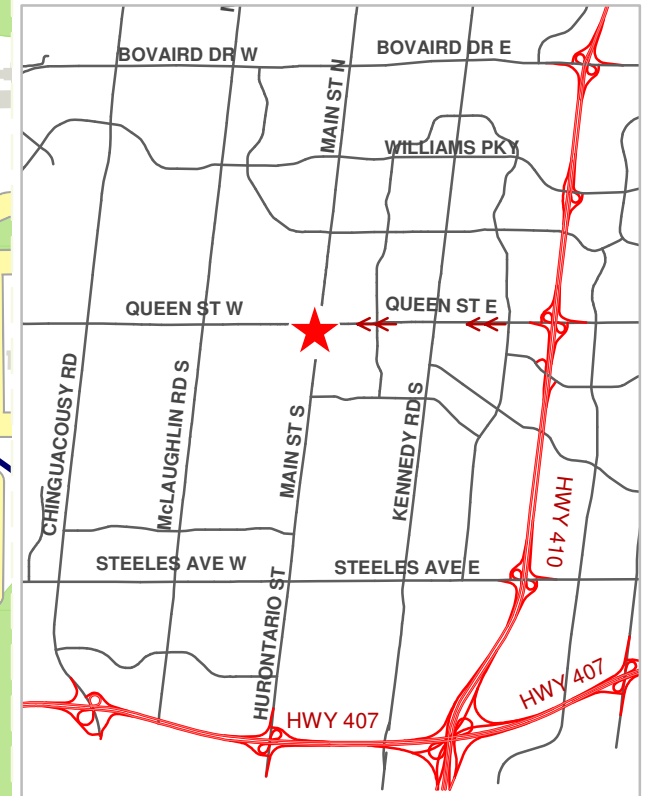 BOVAIRD DR W
BOVAIRD DR E
MAIN ST N
WILLIAMS PKY
QUEEN ST W
QUEEN ST E
CHINGUACOUSY RD
McLAUGHLIN RD S
MAIN ST S
KENNEDY RD S
HWY 410
STEELES AVE W
STEELES AVE E
HURONTARIO ST
HWY 407
HWY 407